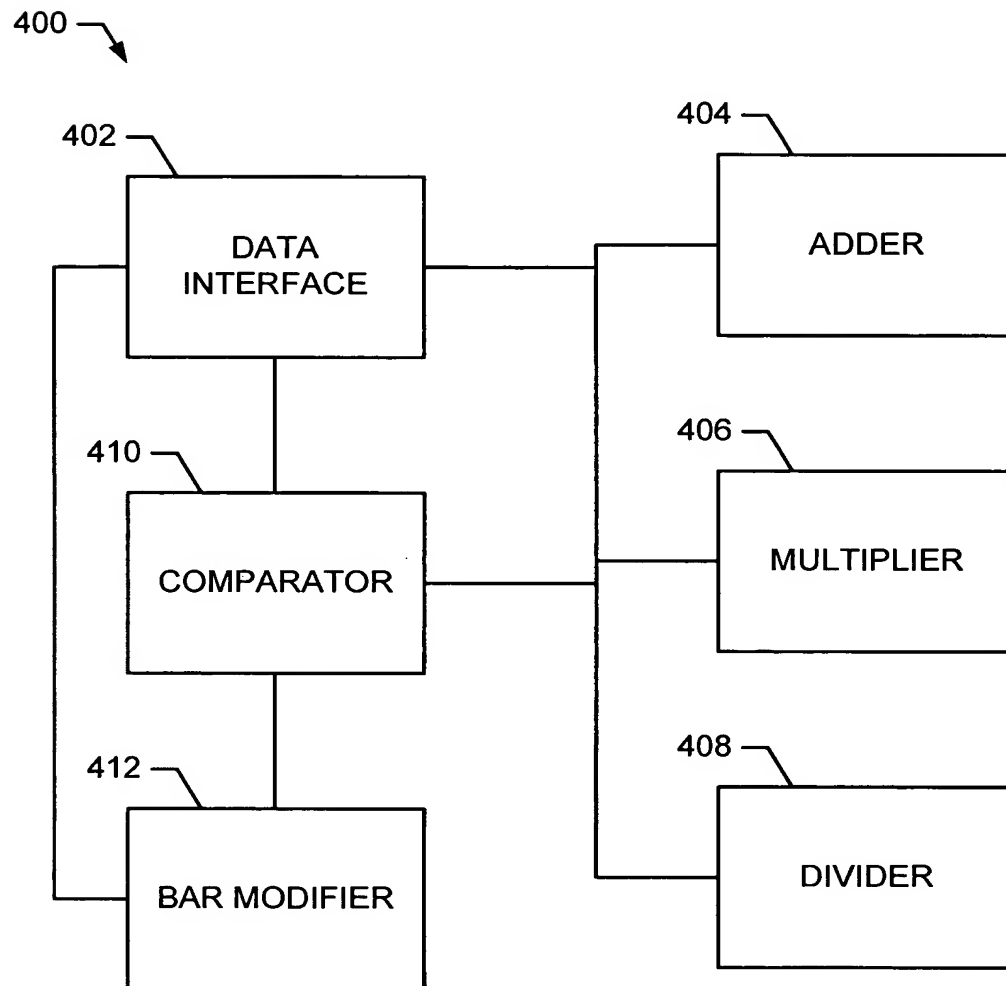 400
402
DATA
INTERFACE
404
ADDER
410
COMPARATOR
406
MULTIPLIER
412
BAR MODIFIER
408
DIVIDER